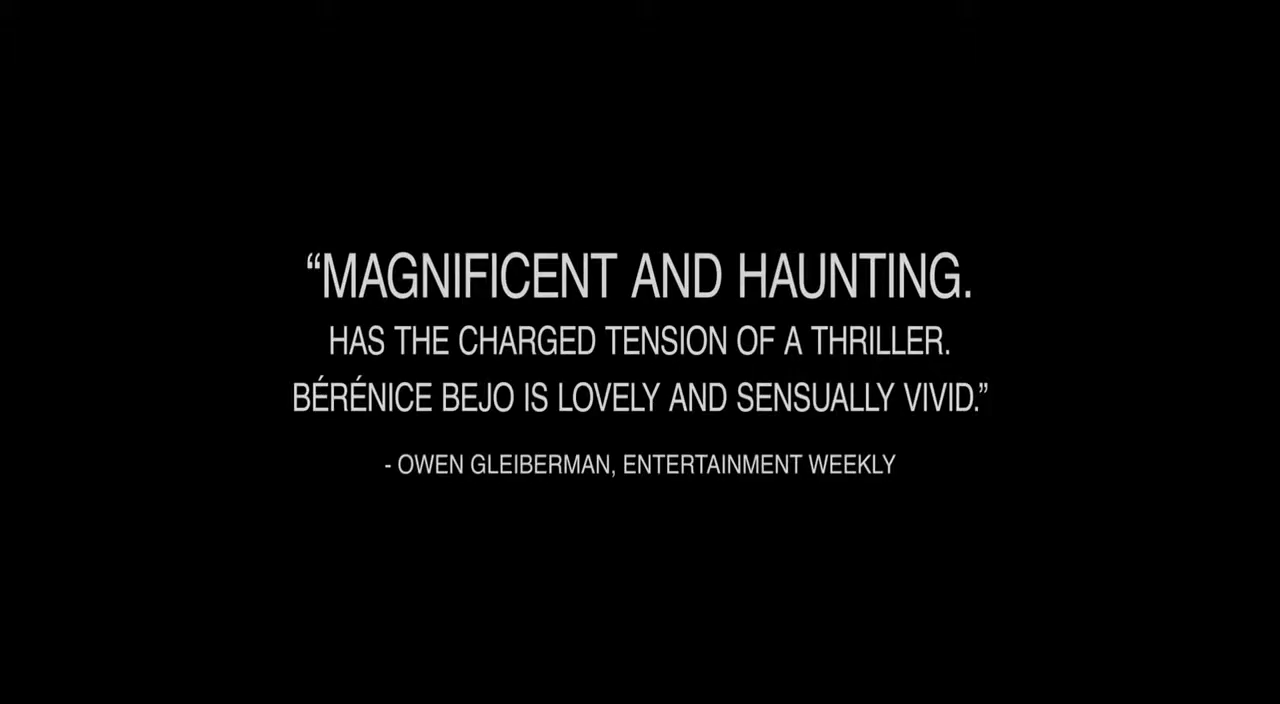 “MAGNIFICENT AND HAUNTING.
HAS THE CHARGED TENSION OF A THRILLER.
BÉRÉNICE BEJO IS LOVELY AND SENSUALLY VIVID.”
- OWEN GLEIBERMAN, ENTERTAINMENT WEEKLY